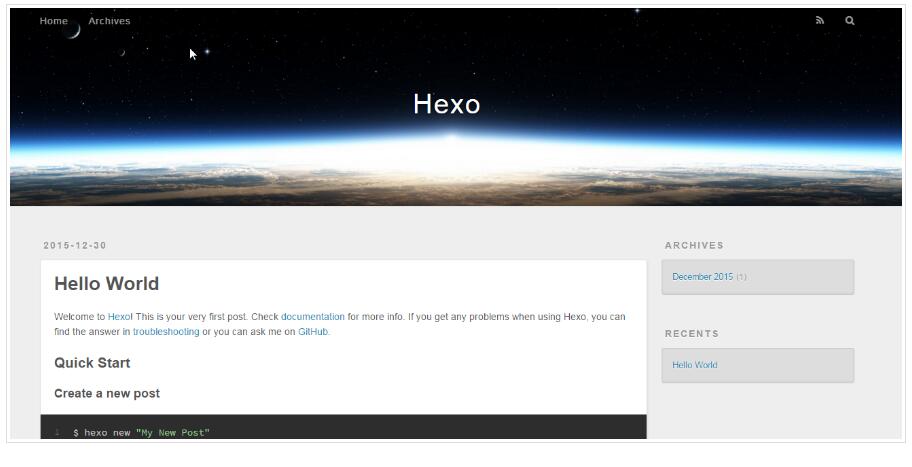 Home Archives
Hexo
2015-12-30
Hello World
Welcome to Hexo! This is your very first post. Check documentation for more info. If you get any problems when using Hexo, you can
find the answer in troubleshooting or you can ask me on GitHub.
Quick Start
Create a new post
1 $ hexo new "My New Post"
ARCHIVES
December 2015 (1)
RECENTS
Hello World